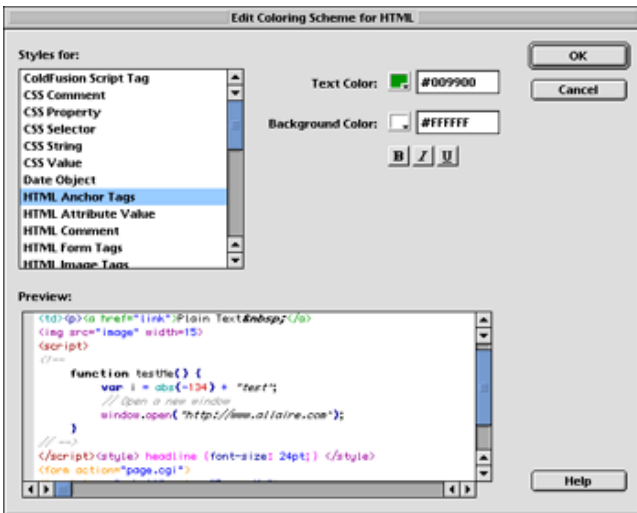 Edit Coloring Scheme for HTML
Styles for:
ColdFusion Script Tag
CSS Comment
CSS Property
CSS Selector
CSS String
CSS Value
Date Object
HTML Anchor Tags
HTML Attribute Value
HTML Comment
HTML Form Tags
HTML Image Tags
Text Color: #009900
Background Color: #FFFFFF
B I U
OK
Cancel
Preview:
<td><p><a href="link">Plain Text&nbsp;</a>
<img src="image" width=15>
<script>
<!--
function testMe() {
var i = abs(-134) + "test";
// Open a new window
window.open("http://www.allaire.com");
}
// -->
</script><style> headline {font-size: 24pt;} </style>
<form action="page.cgi">
Help